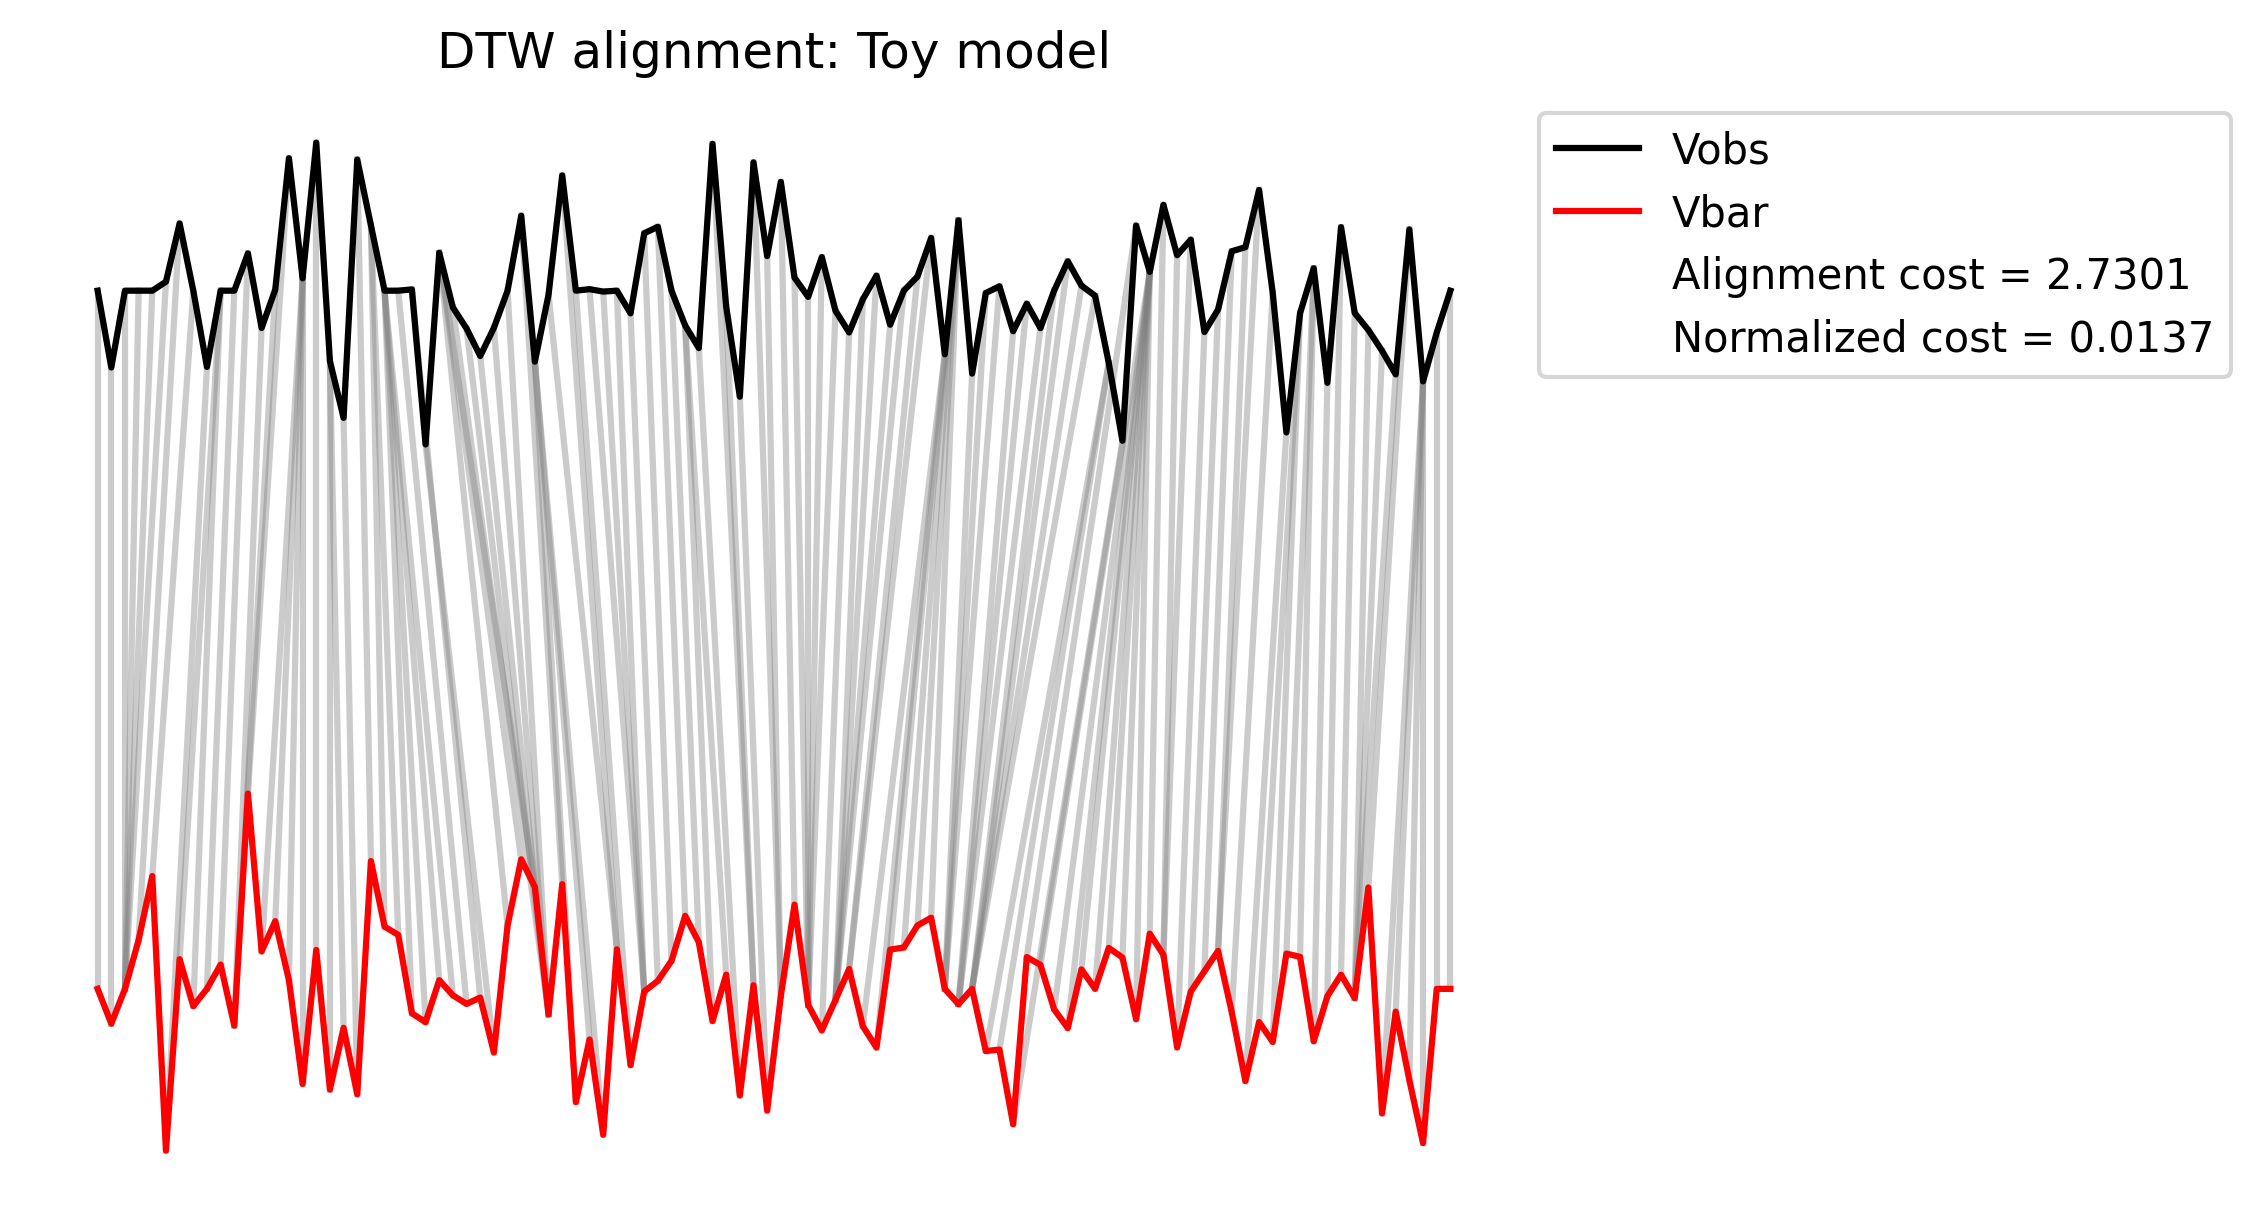 DTW alignment: Toy model
Vobs
Vbar
Alignment cost = 2.7301
Normalized cost = 0.0137